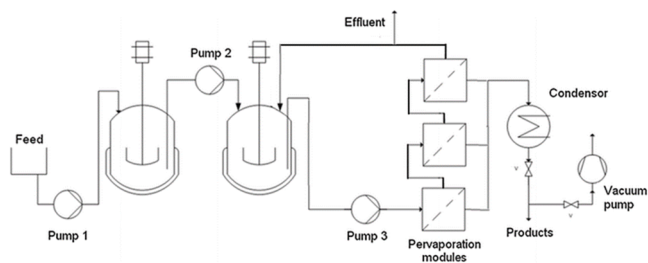 Effluent
Pump 2
Condensor
Feed
v
Vacuum
pump
v
Pump 1
Pump 3
Pervaporation
modules
Products